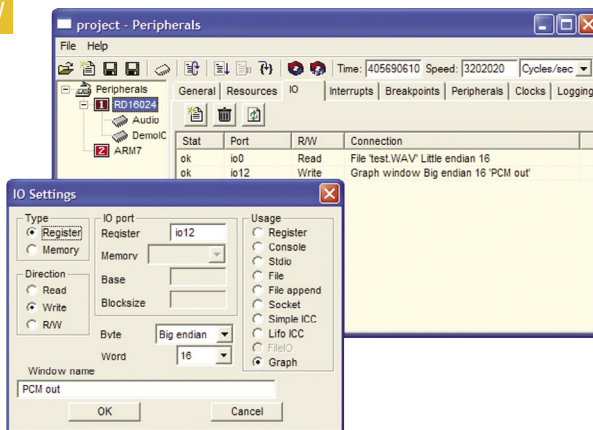 project - Peripherals
File Help
Time: 405690610 Speed: 3202020 Cycles/sec
Peripherals
1 RD16024
Audio
DemoIC
2 ARM7
General Resources IO Interrupts Breakpoints Peripherals Clocks Logging
Stat Port R/W Connection
ok io0 Read File 'test.WAV' Little endian 16
ok io12 Write Graph window Big endian 16 'PCM out'
IO Settings
Type
Register
Memory
Direction
Read
Write
R/W
IO port
Register io12
Memory
Base
Blocksize
Byte Big endian
Word 16
Usage
Register
Console
Stdio
File
File append
Socket
Simple ICC
Lifo ICC
FileIO
Graph
Window name
PCM out
OK Cancel